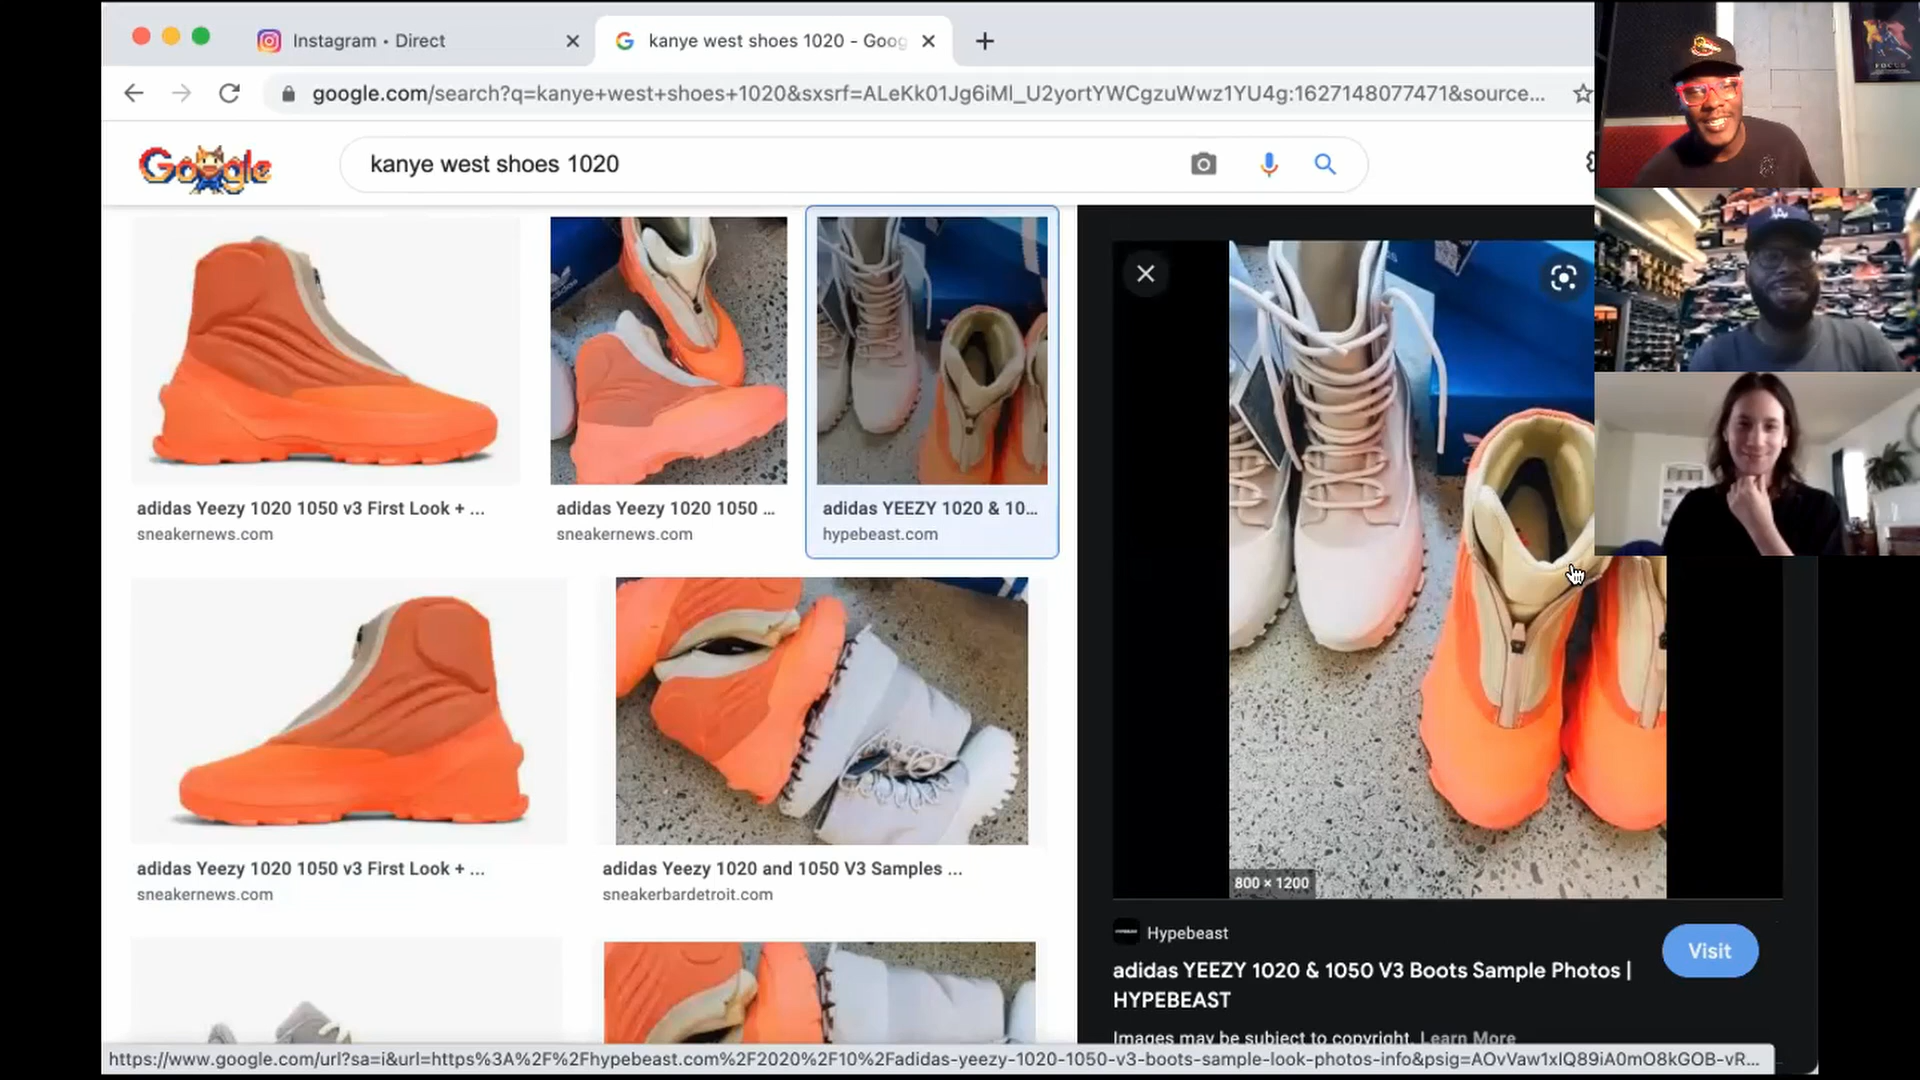 Instagram • Direct
kanye west shoes 1020 - Goog
google.com/search?q=kanye+west+shoes+1020&sxsrf=ALeKk01Jg6iMl_U2yortYWCgzuWwz1YU4g:1627148077471&source...
Google
kanye west shoes 1020
FOCUS
adidas Yeezy 1020 1050 v3 First Look + ...
sneakernews.com
adidas Yeezy 1020 1050 ...
sneakernews.com
adidas YEEZY 1020 & 10...
hypebeast.com
adidas Yeezy 1020 1050 v3 First Look + ...
sneakernews.com
adidas Yeezy 1020 and 1050 V3 Samples ...
sneakerbardetroit.com
800 × 1200
Hypebeast
Visit
adidas YEEZY 1020 & 1050 V3 Boots Sample Photos |
HYPEBEAST
Images may be subject to copyright. Learn More
https://www.google.com/url?sa=i&url=https%3A%2F%2Fhypebeast.com%2F2020%2F10%2Fadidas-yeezy-1020-1050-v3-boots-sample-look-photos-info&psig=AOvVaw1xIQ89iA0mO8kGOB-vR...